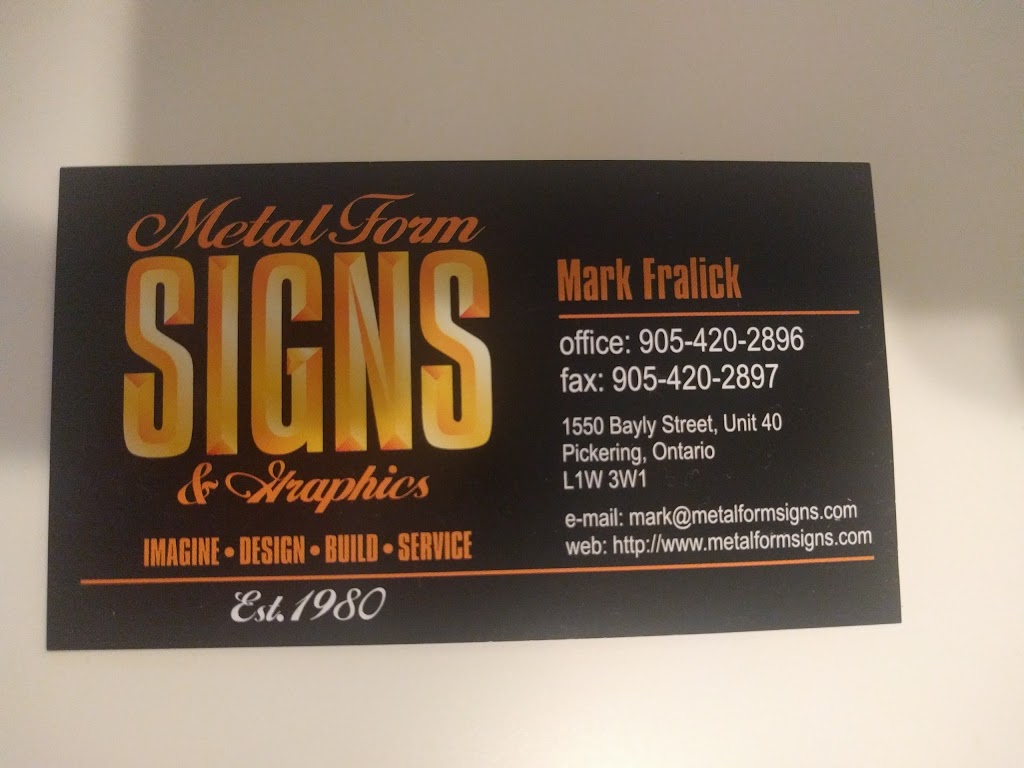 Metal Form
SIGNS
& Graphics
IMAGINE • DESIGN • BUILD • SERVICE
Est. 1980
Mark Fralick
office: 905-420-2896
fax: 905-420-2897
1550 Bayly Street, Unit 40
Pickering, Ontario
L1W 3W1
e-mail: mark@metalformsigns.com
web: http://www.metalformsigns.com